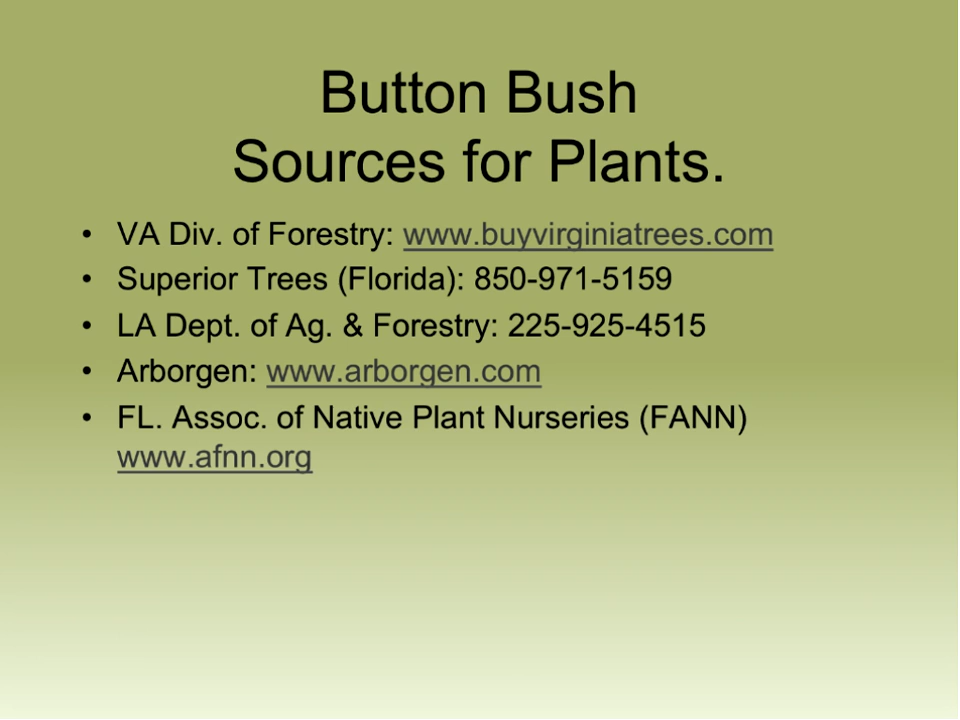 Button Bush
Sources for Plants.
• VA Div. of Forestry: www.buyvirginiatrees.com
• Superior Trees (Florida): 850-971-5159
• LA Dept. of Ag. & Forestry: 225-925-4515
• Arborgen: www.arborgen.com
• FL. Assoc. of Native Plant Nurseries (FANN)
www.afnn.org